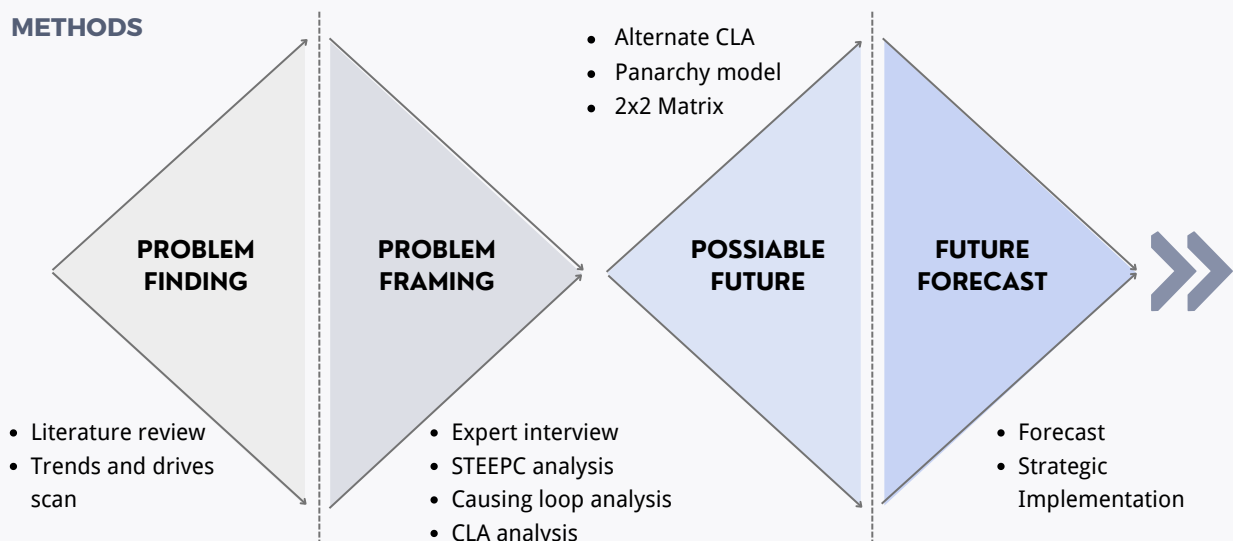 METHODS
Alternate CLA
Panarchy model
2x2 Matrix
PROBLEM
FINDING
PROBLEM
FRAMING
POSSIABLE
FUTURE
FUTURE
FORECAST
Literature review
Trends and drives
scan
Expert interview
STEEPC analysis
Causing loop analysis
CLA analysis
Forecast
Strategic
Implementation